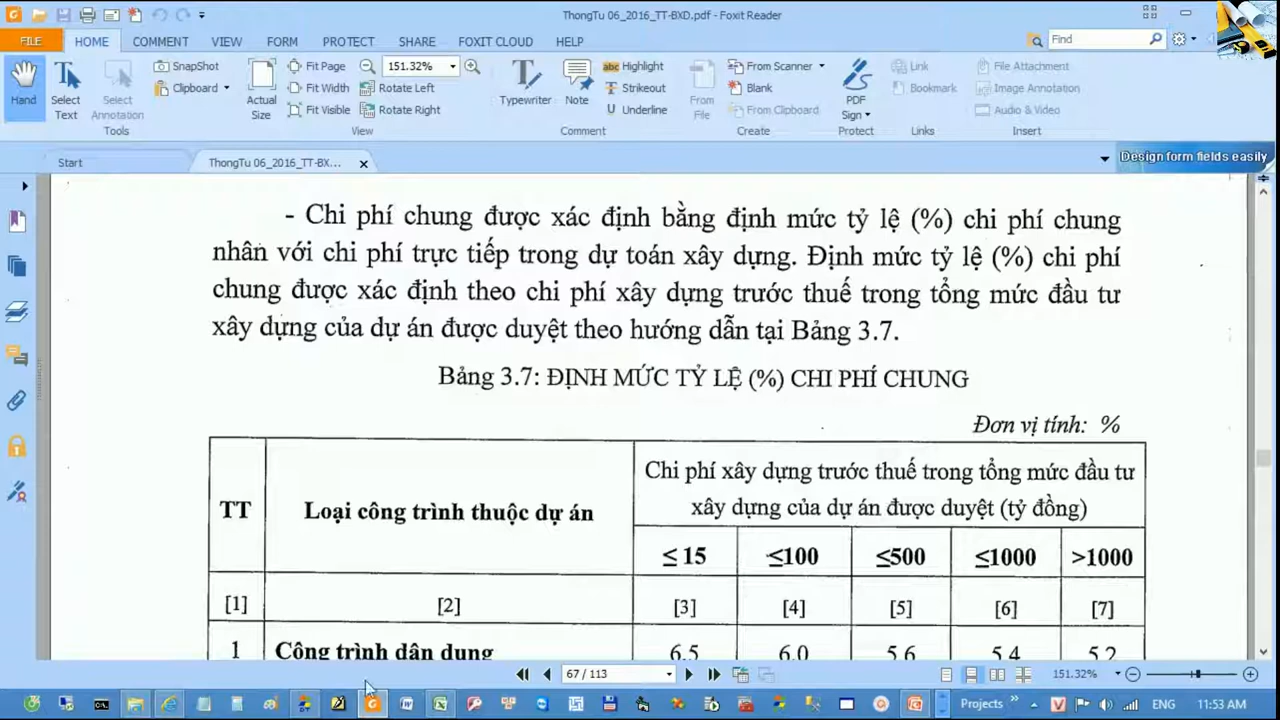 ThongTu 06_2016_TT-BXD.pdf - Foxit Reader
FILE HOME COMMENT VIEW FORM PROTECT SHARE FOXIT CLOUD HELP Find
Hand
Select Text
Select Annotation
Tools
SnapShot
Clipboard
Actual Size
Fit Page
Fit Width
Fit Visible
151.32%
Rotate Left
Rotate Right
View
Typewriter
Note
Highlight
Strikeout
Underline
Comment
From File
From Scanner
Blank
From Clipboard
Create
PDF Sign
Protect
Link
Bookmark
Links
File Attachment
Image Annotation
Audio & Video
Insert
Start ThongTu 06_2016_TT-BX... Design form fields easily
- Chi phí chung được xác định bằng định mức tỷ lệ (%) chi phí chung
nhân với chi phí trực tiếp trong dự toán xây dựng. Định mức tỷ lệ (%) chi phí
chung được xác định theo chi phí xây dựng trước thuế trong tổng mức đầu tư
xây dựng của dự án được duyệt theo hướng dẫn tại Bảng 3.7.
Bảng 3.7: ĐỊNH MỨC TỶ LỆ (%) CHI PHÍ CHUNG
Đơn vị tính: %
TT Loại công trình thuộc dự án
Chi phí xây dựng trước thuế trong tổng mức đầu tư
xây dựng của dự án được duyệt (tỷ đồng)
≤ 15 ≤100 ≤500 ≤1000 >1000
[1] [2] [3] [4] [5] [6] [7]
1 Công trình dân dụng 6,5 6,0 5,6 5,4 5,2
67 / 113 151.32%
Projects ENG 11:53 AM